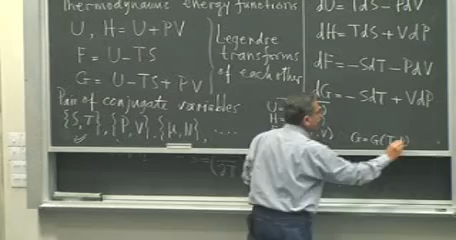 Thermodynamic energy functions
U, H = U + PV
F = U - TS
G = U - TS + PV
Legendre transforms of each other
Pair of conjugate variables
{S,T}, {P,V}, {μ,N}, ....
dU = TdS - PdV
dH = TdS + VdP
dF = -SdT - PdV
dG = -SdT + VdP
U =
H =
V)
G = G(T,